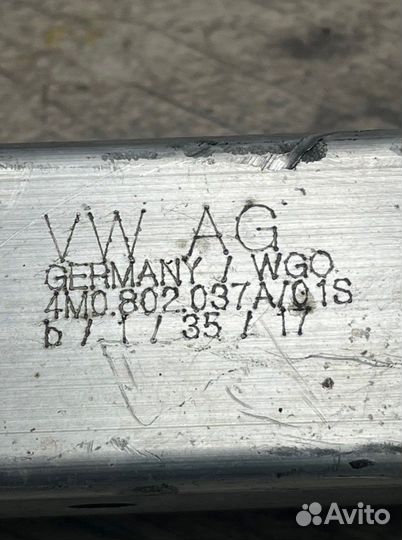 VW AG
GERMANY / WGO.
4M0.802.037A/01S
b / 1 / 35 / 17
Avito